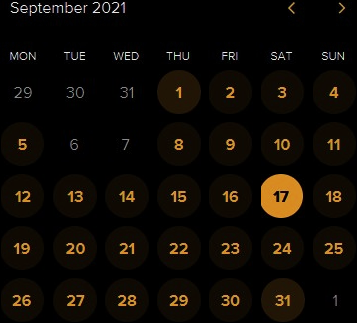 September 2021
MON TUE WED THU FRI SAT SUN
29 30 31 1 2 3 4
5 6 7 8 9 10 11
12 13 14 15 16 17 18
19 20 21 22 23 24 25
26 27 28 29 30 31 1